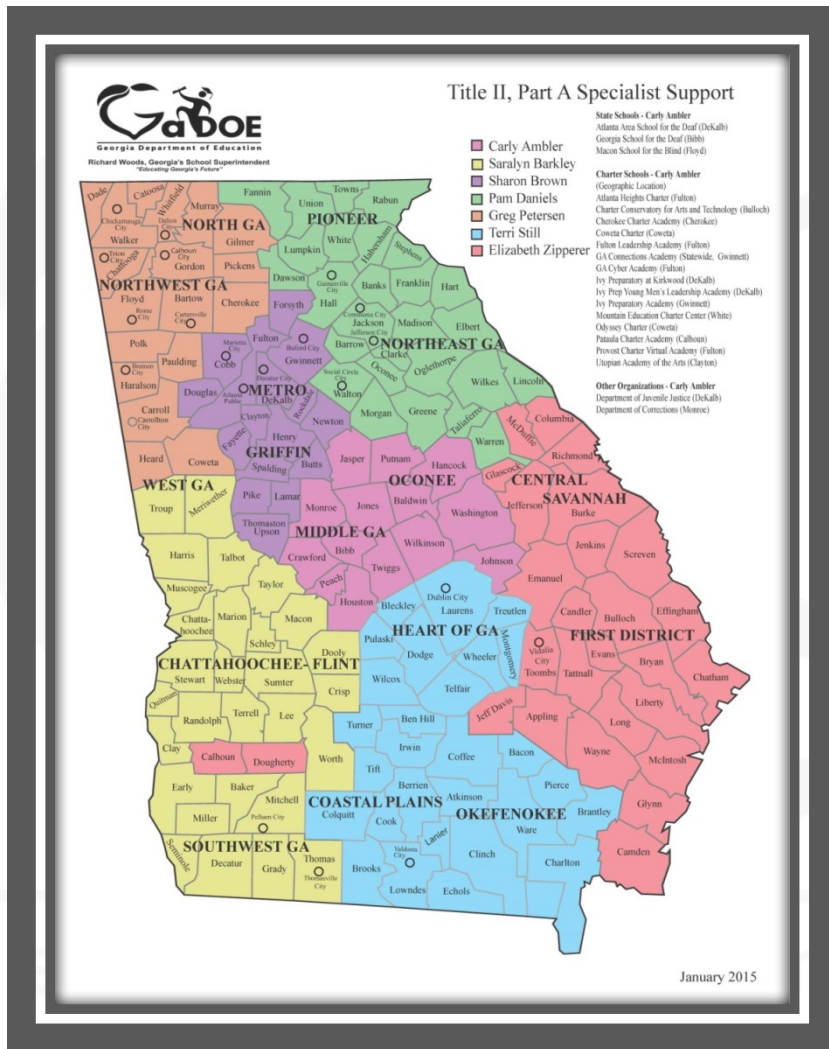 GaDOE
Georgia Department of Education
Richard Woods, Georgia's School Superintendent
"Educating Georgia's Future"
Title II, Part A Specialist Support
Carly Ambler
Saralyn Barkley
Sharon Brown
Pam Daniels
Greg Petersen
Terri Still
Elizabeth Zipperer
State Schools - Carly Ambler
Atlanta Area School for the Deaf (DeKalb)
Georgia School for the Deaf (Bibb)
Macon School for the Blind (Floyd)
Charter Schools - Carly Ambler
(Geographic Location)
Atlanta Heights Charter (Fulton)
Charter Conservatory for Arts and Technology (Bulloch)
Cherokee Charter Academy (Cherokee)
Coweta Charter (Coweta)
Fulton Leadership Academy (Fulton)
GA Connections Academy (Statewide, Gwinnett)
GA Cyber Academy (Fulton)
Ivy Preparatory at Kirkwood (DeKalb)
Ivy Prep Young Men's Leadership Academy (DeKalb)
Ivy Preparatory Academy (Gwinnett)
Mountain Education Charter Center (White)
Odyssey Charter (Coweta)
Pataula Charter Academy (Calhoun)
Provost Charter Virtual Academy (Fulton)
Utopian Academy of the Arts (Clayton)
Other Organizations - Carly Ambler
Department of Juvenile Justice (DeKalb)
Department of Corrections (Monroe)
Dade
Catoosa
Whitfield
Murray
Fannin
Towns
Union
Rabun
Chickamauga
City
Dalton
City
NORTH GA
PIONEER
Walker
Gilmer
Lumpkin
White
Habersham
Stephens
Trion
City
Chattooga
Calhoun
City
Gordon
Pickens
Dawson
Gainesville
City
Banks
Franklin
Hart
NORTHWEST GA
Floyd
Bartow
Cherokee
Forsyth
Hall
Rome
City
Cartersville
City
Commerce City
Jackson
Jefferson City
Madison
Elbert
Polk
Marietta
City
Cobb
Fulton
Buford City
Gwinnett
Barrow
NORTHEAST GA
Clarke
Oglethorpe
Bremen
City
Paulding
Haralson
Decatur City
Social Circle
City
Walton
Oconee
Wilkes
Lincoln
Douglas
Atlanta
Public
METRO
DeKalb
Rockdale
Carroll
Carrollton
City
Clayton
Newton
Morgan
Greene
Taliaferro
McDuffie
Columbia
Fayette
Henry
GRIFFIN
Heard
Coweta
Spalding
Butts
Jasper
Putnam
Hancock
Warren
Richmond
Glascock
WEST GA
OCONEE
CENTRAL
SAVANNAH
Troup
Meriwether
Pike
Lamar
Monroe
Jones
Baldwin
Washington
Jefferson
Burke
Thomaston
Upson
MIDDLE GA
Bibb
Wilkinson
Jenkins
Screven
Harris
Talbot
Crawford
Twiggs
Johnson
Emanuel
Muscogee
Taylor
Peach
Houston
Bleckley
Dublin City
Laurens
Treutlen
Candler
Bulloch
Effingham
Chatta-
hoochee
Marion
Macon
Schley
Pulaski
HEART OF GA
Montgomery
Vidalia
City
Toombs
FIRST DISTRICT
Evans
Dooly
CHATTAHOOCHEE- FLINT
Dodge
Wheeler
Tattnall
Bryan
Chatham
Stewart
Webster
Sumter
Crisp
Wilcox
Telfair
Quitman
Randolph
Terrell
Lee
Jeff Davis
Appling
Long
Liberty
Turner
Ben Hill
Clay
Calhoun
Dougherty
Worth
Irwin
Coffee
Bacon
Wayne
McIntosh
Tift
Early
Baker
Mitchell
Berrien
Pierce
Glynn
COASTAL PLAINS
Atkinson
OKEFENOKEE
Brantley
Miller
Pelham City
Colquitt
Cook
Lanier
Ware
SOUTHWEST GA
Valdosta
City
Clinch
Charlton
Camden
Seminole
Decatur
Grady
Thomas
Thomasville
City
Brooks
Lowndes
Echols
January 2015